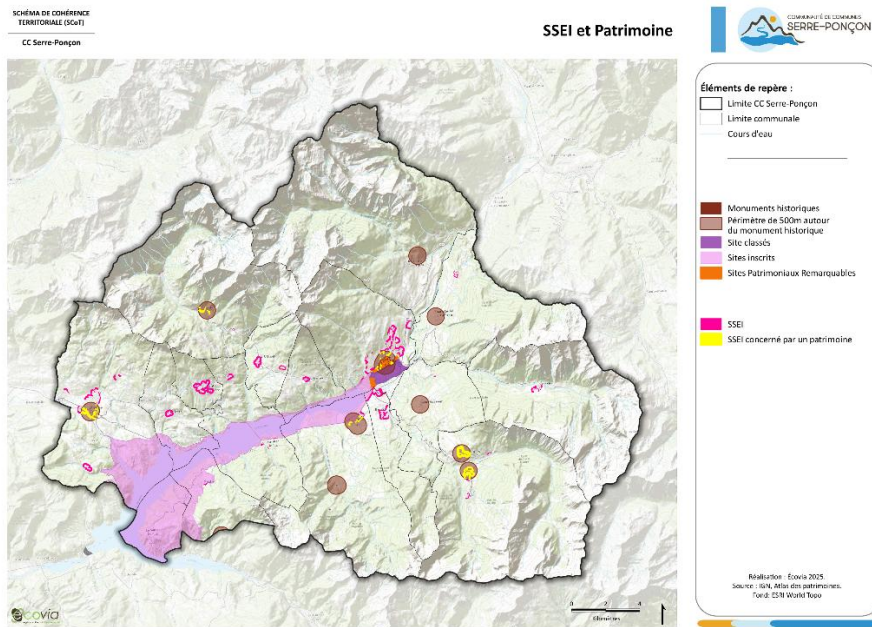 SCHÉMA DE COHÉRENCE
TERRITORIALE (SCoT)
CC Serre-Ponçon
SSEI et Patrimoine
COMMUNAUTÉ DE COMMUNES
SERRE-PONÇON
Éléments de repère :
Limite CC Serre-Ponçon
Limite communale
Cours d'eau
Monuments historiques
Périmètre de 500m autour
du monument historique
Site classés
Sites inscrits
Sites Patrimoniaux Remarquables
SSEI
SSEI concerné par un patrimoine
Réalisation : Écovia 2025.
Source : IGN, Atlas des patrimoines.
Fond: ESRI World Topo
écovia
0 2 4
Kilomètres